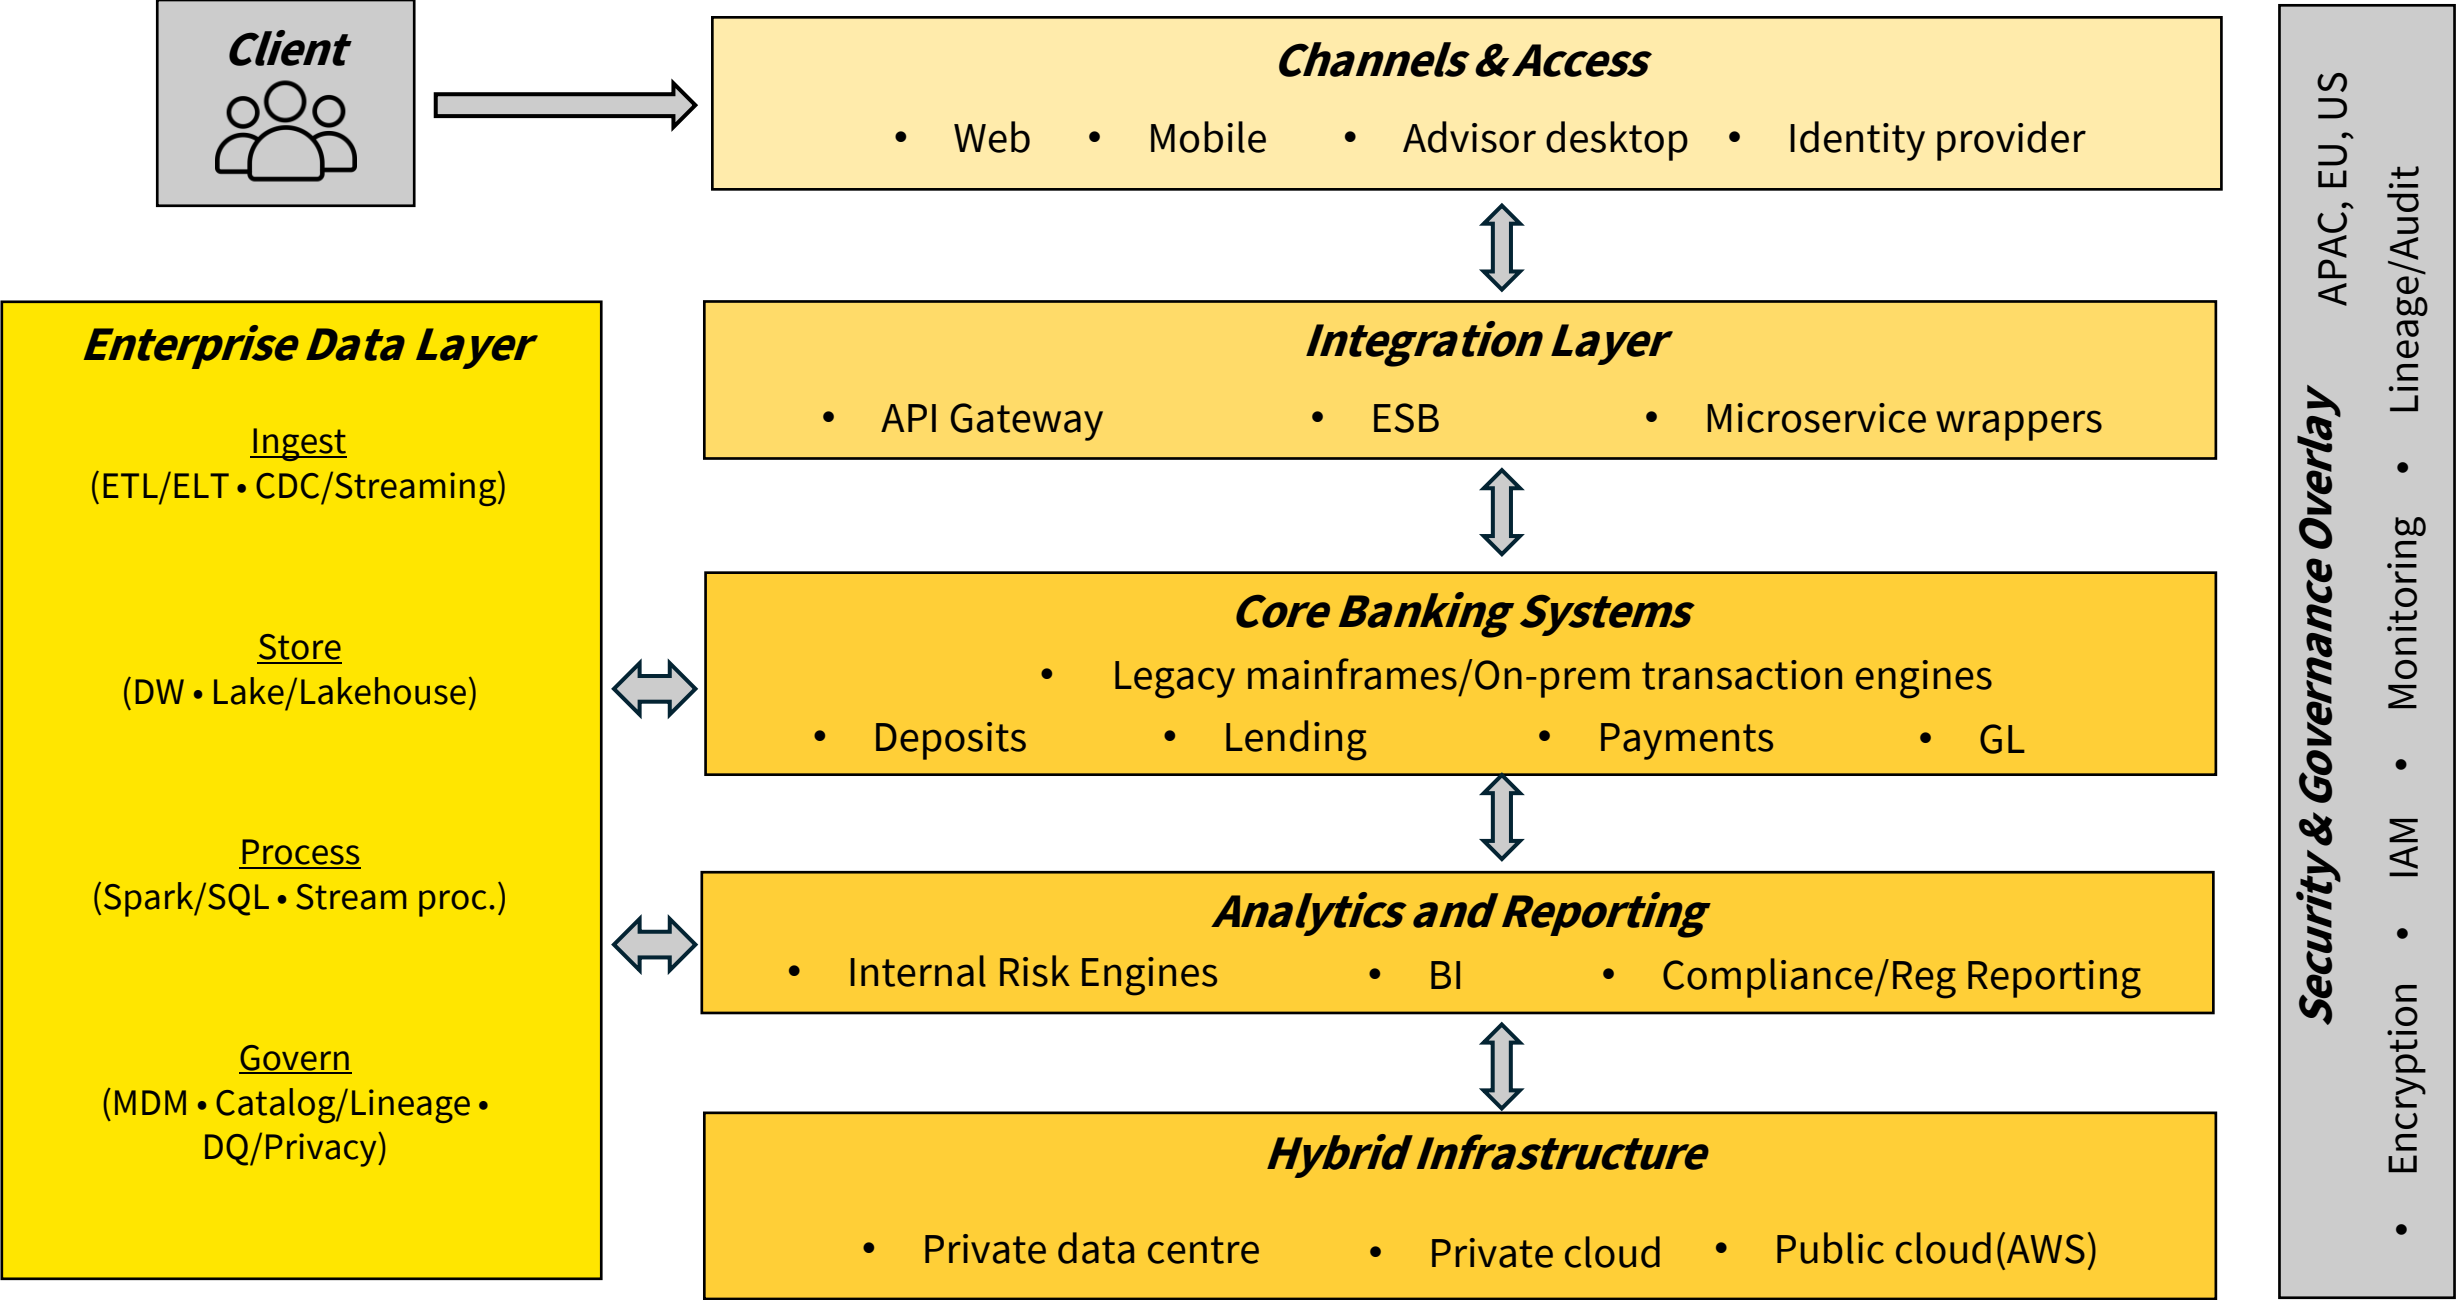 Client
Channels & Access
• Web • Mobile • Advisor desktop • Identity provider
Enterprise Data Layer
Ingest
(ETL/ELT • CDC/Streaming)
Store
(DW • Lake/Lakehouse)
Process
(Spark/SQL • Stream proc.)
Govern
(MDM • Catalog/Lineage •
DQ/Privacy)
Integration Layer
• API Gateway • ESB • Microservice wrappers
Core Banking Systems
• Legacy mainframes/On-prem transaction engines
• Deposits • Lending • Payments • GL
Analytics and Reporting
• Internal Risk Engines • BI • Compliance/Reg Reporting
Hybrid Infrastructure
• Private data centre • Private cloud • Public cloud(AWS)
Security & Governance Overlay APAC, EU, US
• Encryption • IAM • Monitoring • Lineage/Audit